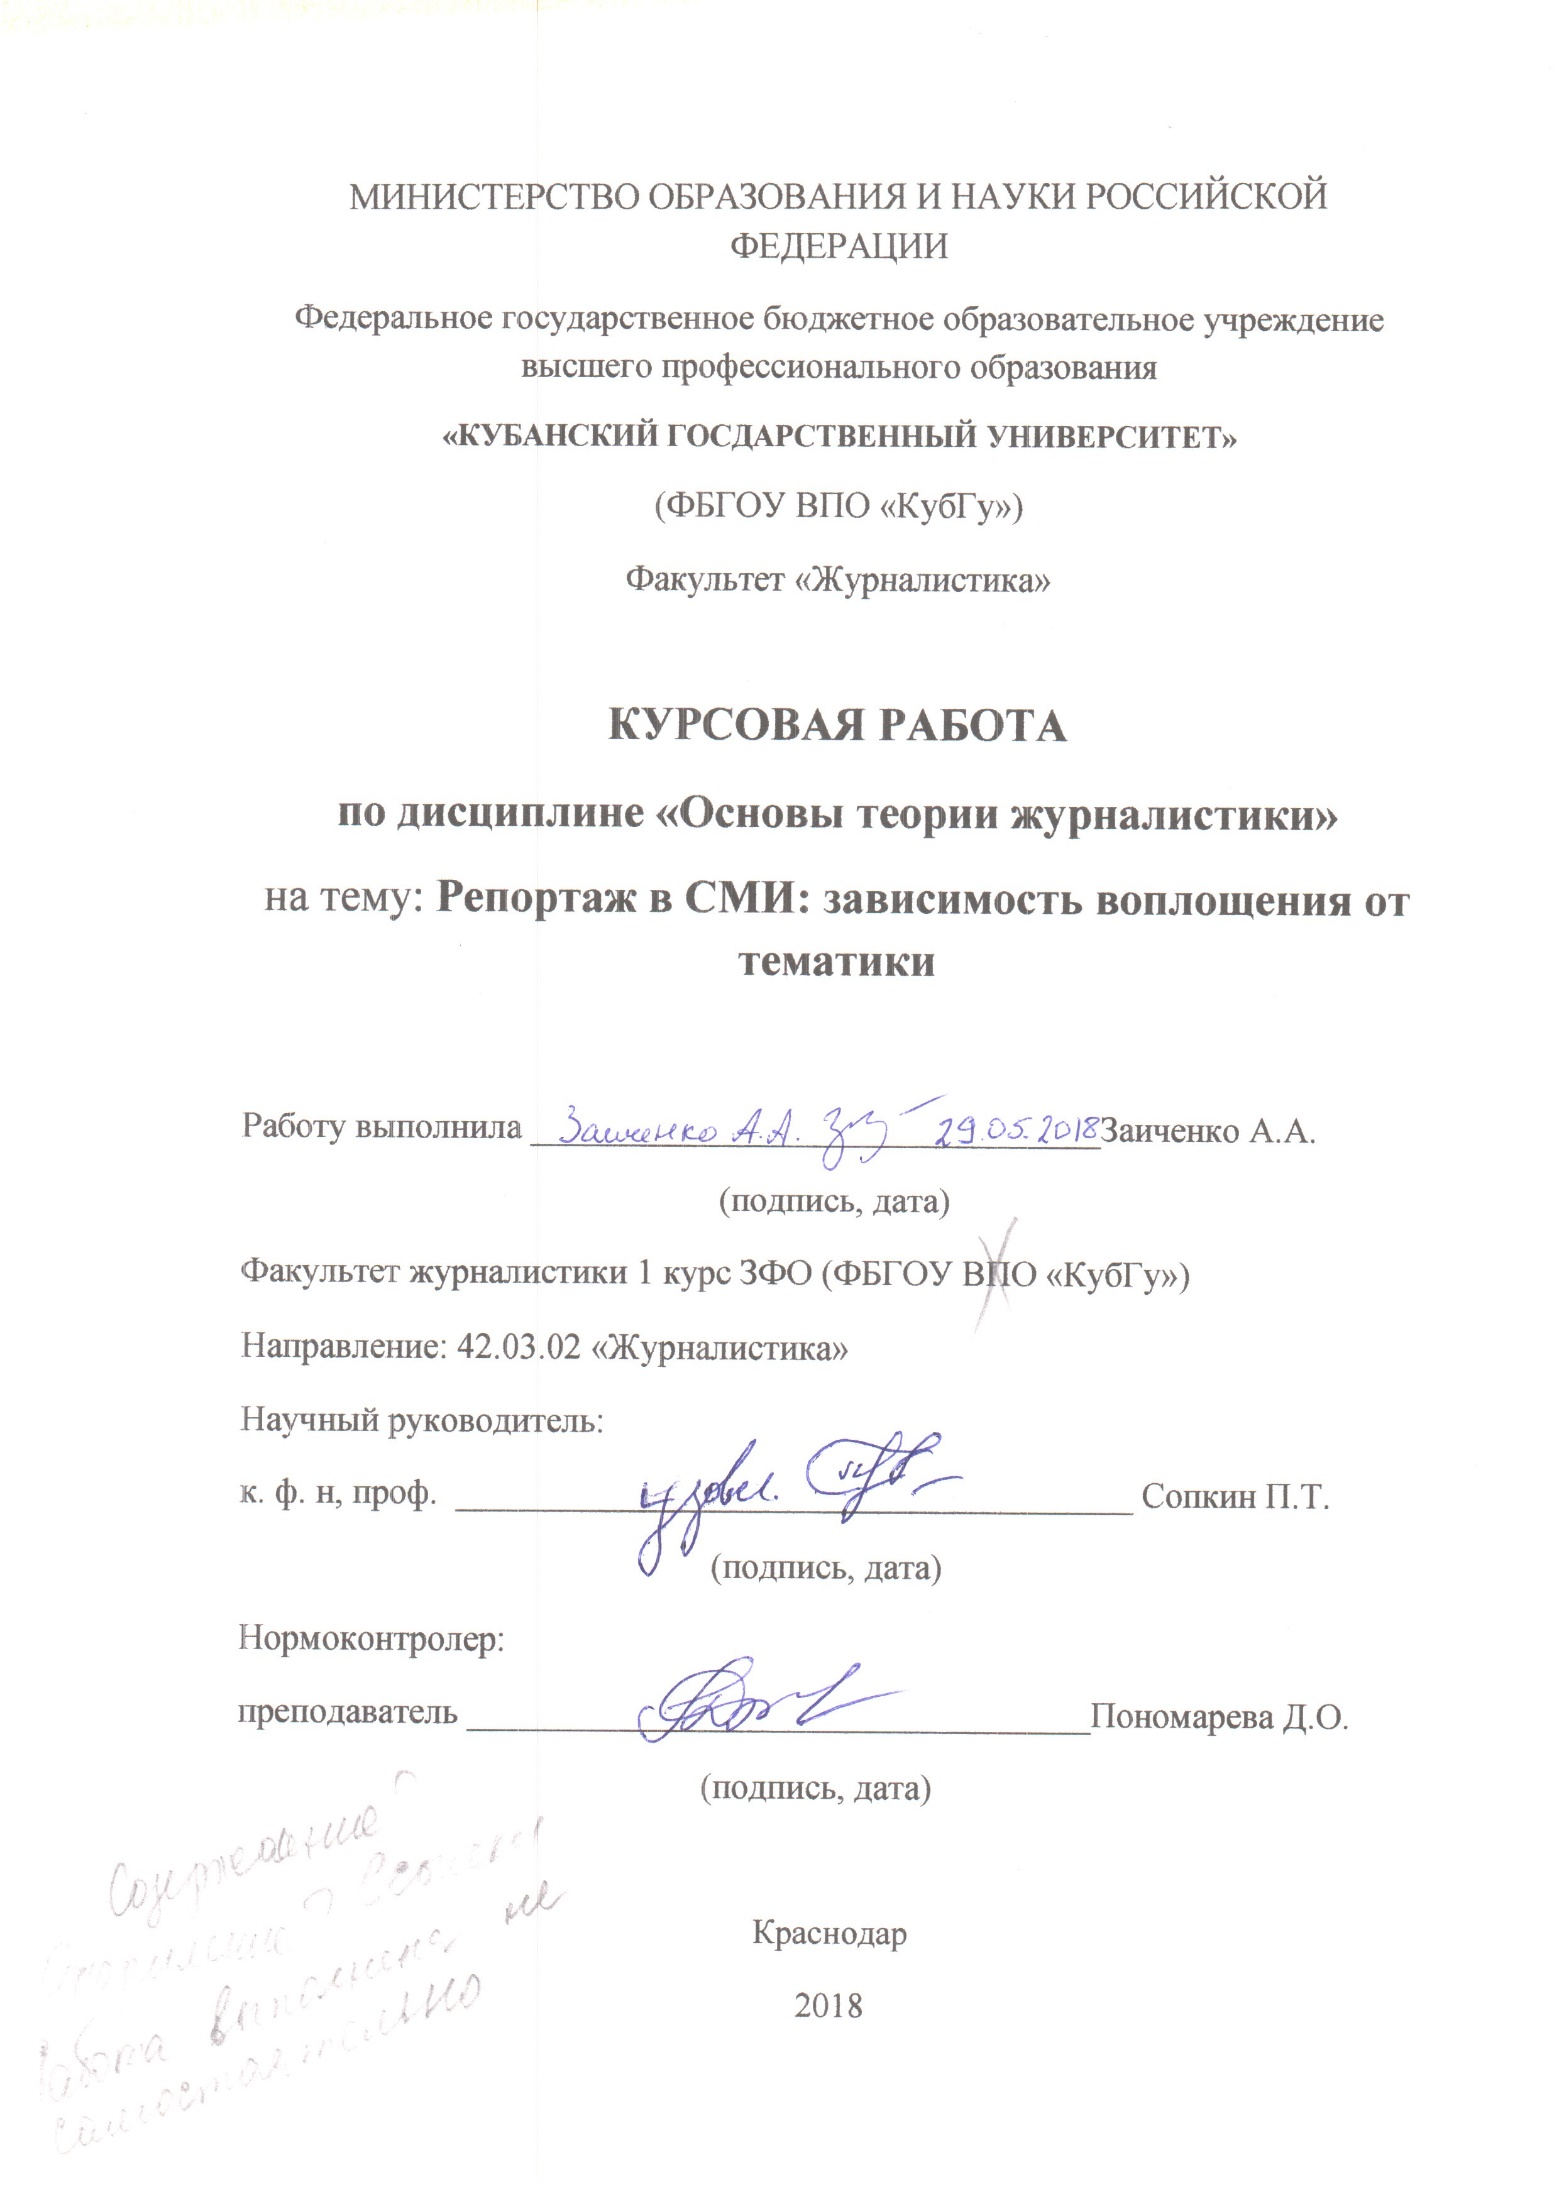 МИНИСТЕРСТВО ОБРАЗОВАНИЯ И НАУКИ РОССИЙСКОЙ
ФЕДЕРАЦИИ
Федеральное государственное бюджетное образовательное учреждение
высшего профессионального образования
«КУБАНСКИЙ ГОСДАРСТВЕННЫЙ УНИВЕРСИТЕТ»
(ФБГОУ ВПО «КубГу»)
Факультет «Журналистика»
КУРСОВАЯ РАБОТА
по дисциплине «Основы теории журналистики»
на тему: Репортаж в СМИ: зависимость воплощения от
тематики
Работу выполнила Заиченко А.А. 29.05.2018 Заиченко А.А.
(подпись, дата)
Факультет журналистики 1 курс ЗФО (ФБГОУ ВПО «КубГу»)
Направление: 42.03.02 «Журналистика»
Научный руководитель:
к. ф. н, проф. удовл. Сопкин П.Т.
(подпись, дата)
Нормоконтролер:
преподаватель Пономарева Д.О.
(подпись, дата)
Содержание?
? Ссылки
Работа выполнена не
самостоятельно
Краснодар
2018